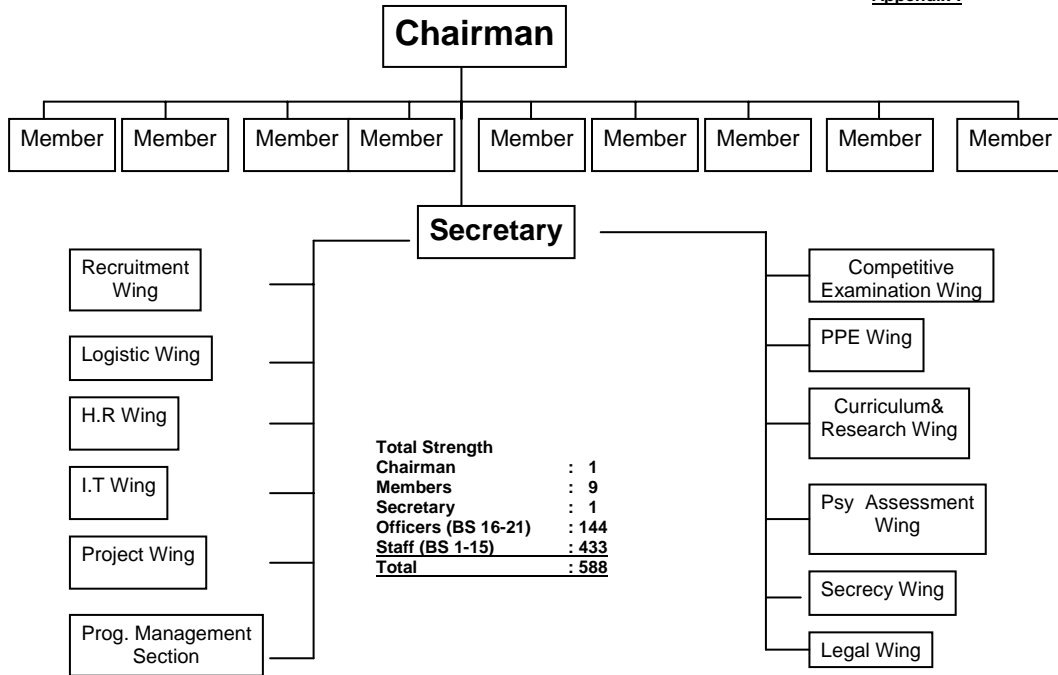 Chairman
Member Member Member Member Member Member Member Member Member
Secretary
Recruitment
Wing
Logistic Wing
H.R Wing
I.T Wing
Project Wing
Prog. Management
Section
Total Strength
Chairman : 1
Members : 9
Secretary : 1
Officers (BS 16-21) : 144
Staff (BS 1-15) : 433
Total : 588
Competitive
Examination Wing
PPE Wing
Curriculum&
Research Wing
Psy Assessment
Wing
Secrecy Wing
Legal Wing